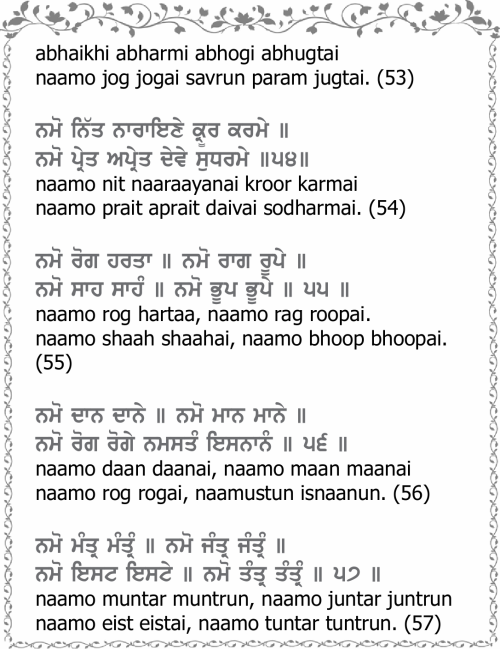 abhaikhi abharmi abhogi abhugtai
naamo jog jogai savrun param jugtai. (53)
ਨਮੋ ਨਿੱਤ ਨਾਰਾਇਣੇ ਕ੍ਰੂਰ ਕਰਮੇ ॥
ਨਮੋ ਪ੍ਰੇਤ ਅਪ੍ਰੇਤ ਦੇਵੇ ਸੁਧਰਮੇ ॥੫੪॥
naamo nit naaraayanai kroor karmai
naamo prait aprait daivai sodharmai. (54)
ਨਮੋ ਰੋਗ ਹਰਤਾ ॥ ਨਮੋ ਰਾਗ ਰੂਪੇ ॥
ਨਮੋ ਸਾਹ ਸਾਹੰ ॥ ਨਮੋ ਭੂਪ ਭੂਪੇ ॥ ੫੫ ॥
naamo rog hartaa, naamo rag roopai.
naamo shaah shaahai, naamo bhoop bhoopai.
(55)
ਨਮੋ ਦਾਨ ਦਾਨੇ ॥ ਨਮੋ ਮਾਨ ਮਾਨੇ ॥
ਨਮੋ ਰੋਗ ਰੋਗੇ ਨਮਸਤੰ ਇਸਨਾਨੰ ॥ ੫੬ ॥
naamo daan daanai, naamo maan maanai
naamo rog rogai, naamustun isnaanun. (56)
ਨਮੋ ਮੰਤ੍ਰ ਮੰਤ੍ਰੰ ॥ ਨਮੋ ਜੰਤ੍ਰ ਜੰਤ੍ਰੰ ॥
ਨਮੋ ਇਸਟ ਇਸਟੇ ॥ ਨਮੋ ਤੰਤ੍ਰ ਤੰਤ੍ਰੰ ॥ ੫੭ ॥
naamo muntar muntrun, naamo juntar juntrun
naamo eist eistai, naamo tuntar tuntrun. (57)